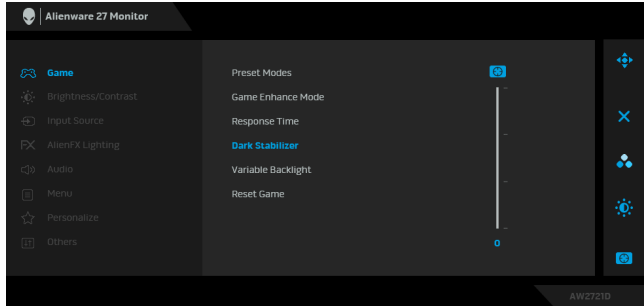 Alienware 27 Monitor
Game
Brightness/Contrast
Input Source
AlienFX Lighting
Audio
Menu
Personalize
Others
Preset Modes
Game Enhance Mode
Response Time
Dark Stabilizer
Variable Backlight
Reset Game
0
AW2721D